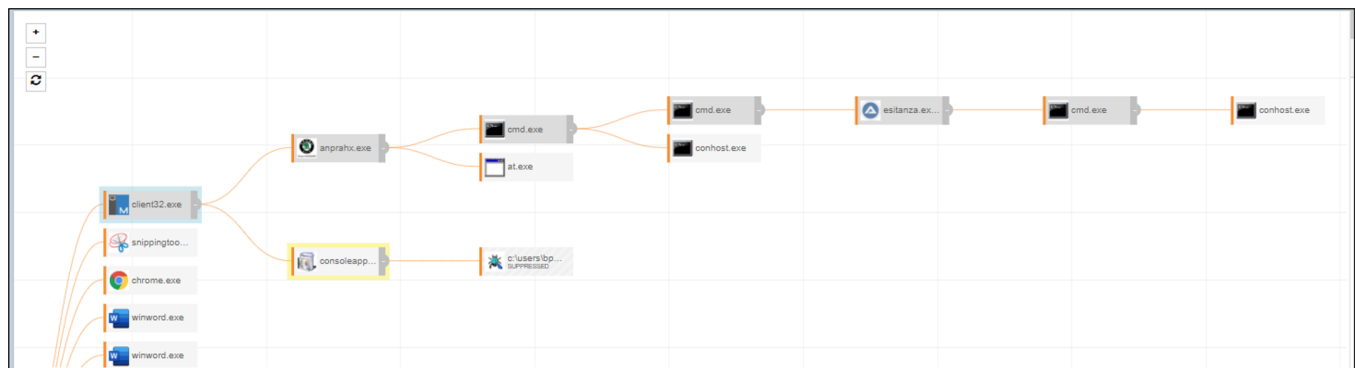 +
−
cmd.exe
esitanza.ex...
cmd.exe
conhost.exe
cmd.exe
anprahx.exe
conhost.exe
at.exe
client32.exe
snippingtoo...
consoleapp...
c:\users\bp...
SUPPRESSED
chrome.exe
winword.exe
winword.exe